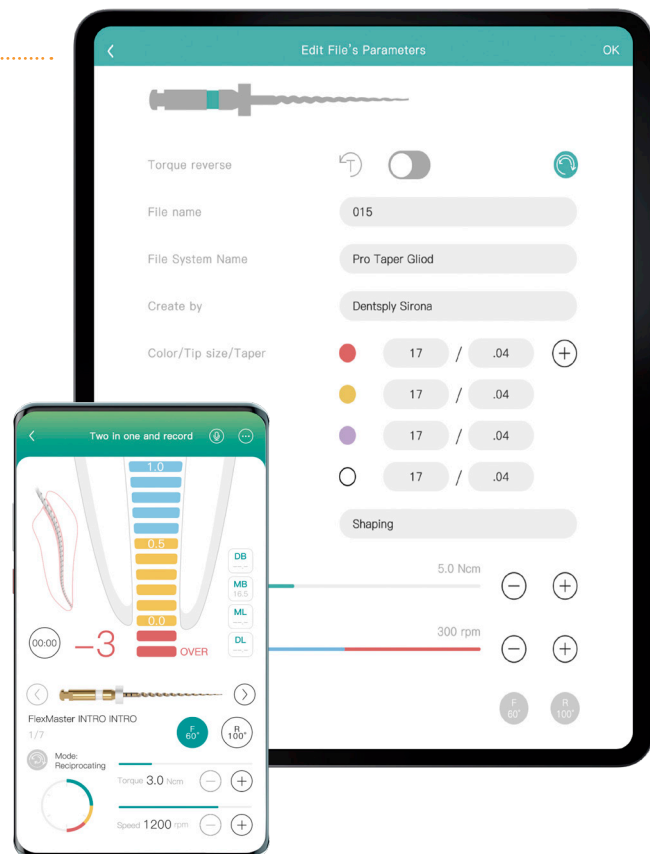 Edit File's Parameters
OK
T
Torque reverse
File name
015
File System Name
Pro Taper Gliod
Create by
Dentsply Sirona
Color/Tip size/Taper
17 / .04
17 / .04
17 / .04
17 / .04
Shaping
5.0 Ncm
300 rpm
F
60°
R
100°
Two in one and record
1.0
0.5
0.0
OVER
DB
--.-
MB
16.5
ML
--.-
DL
--.-
00:00
-3
FlexMaster INTRO INTRO
1/7
F
60°
R
100°
Mode:
Reciprocating
Torque 3.0 Ncm
Speed 1200 rpm